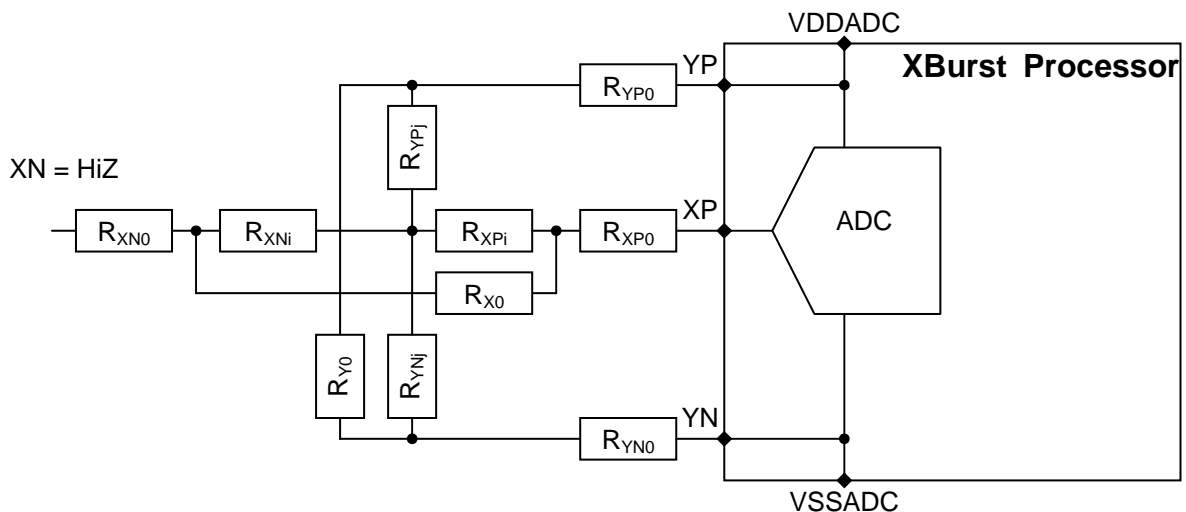 VDDADC
XBurst Processor
YP
R_YP0
R_YPj
XN = HiZ
R_XN0
R_XNi
R_XPi
R_XP0
XP
ADC
R_X0
R_Y0
R_YNj
YN
R_YN0
VSSADC